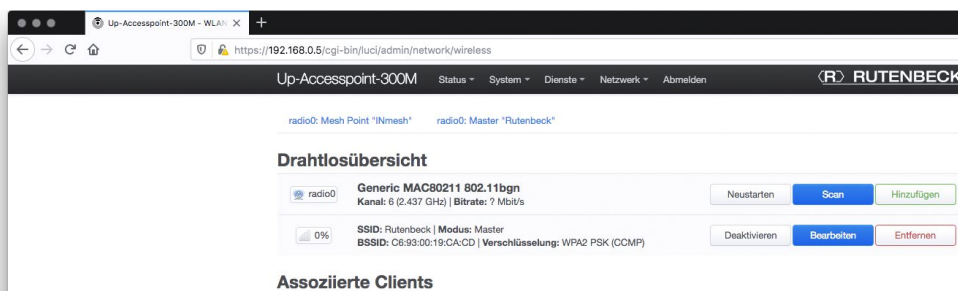 Up-Accesspoint-300M - WLAN
https://192.168.0.5/cgi-bin/luci/admin/network/wireless
Up-Accesspoint-300M Status System Dienste Netzwerk Abmelden ⟨R⟩ RUTENBECK
radio0: Mesh Point "INmesh" radio0: Master "Rutenbeck"
Drahtlosübersicht
radio0 Generic MAC80211 802.11bgn Neustarten Scan Hinzufügen
Kanal: 6 (2.437 GHz) | Bitrate: ? Mbit/s
0% SSID: Rutenbeck | Modus: Master Deaktivieren Bearbeiten Entfernen
BSSID: C6:93:00:19:CA:CD | Verschlüsselung: WPA2 PSK (CCMP)
Assoziierte Clients